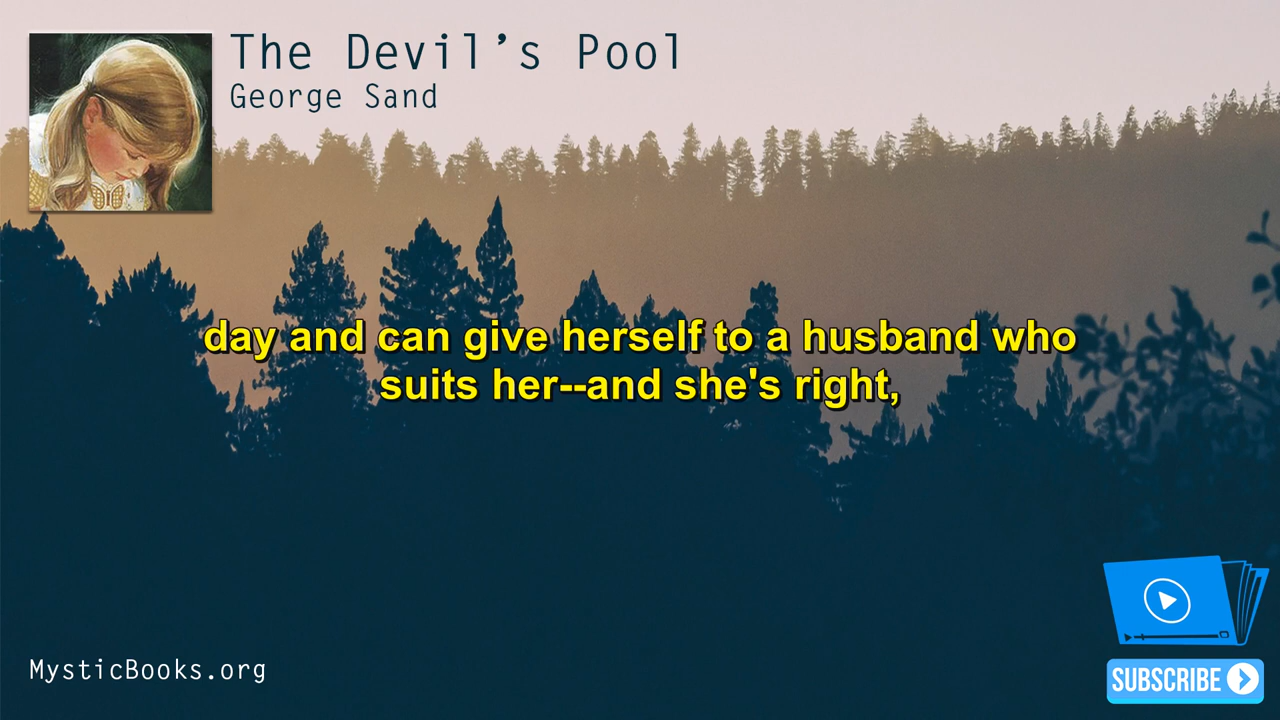 The Devil's Pool
George Sand
day and can give herself to a husband who
suits her--and she's right,
MysticBooks.org
SUBSCRIBE